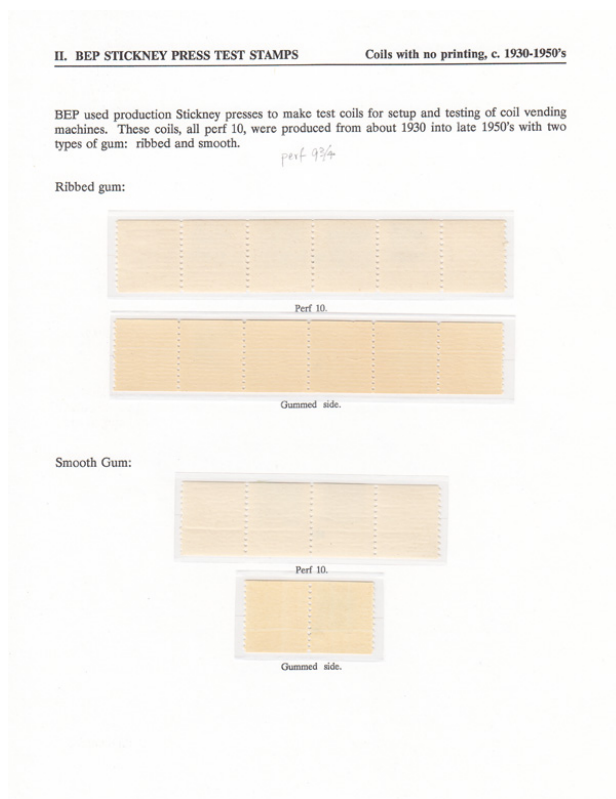 II. BEP STICKNEY PRESS TEST STAMPS Coils with no printing, c. 1930-1950's
BEP used production Stickney presses to make test coils for setup and testing of coil vending
machines. These coils, all perf 10, were produced from about 1930 into late 1950's with two
types of gum: ribbed and smooth.
perf 9 3/4
Ribbed gum:
Perf 10.
Gummed side.
Smooth Gum:
Perf 10.
Gummed side.